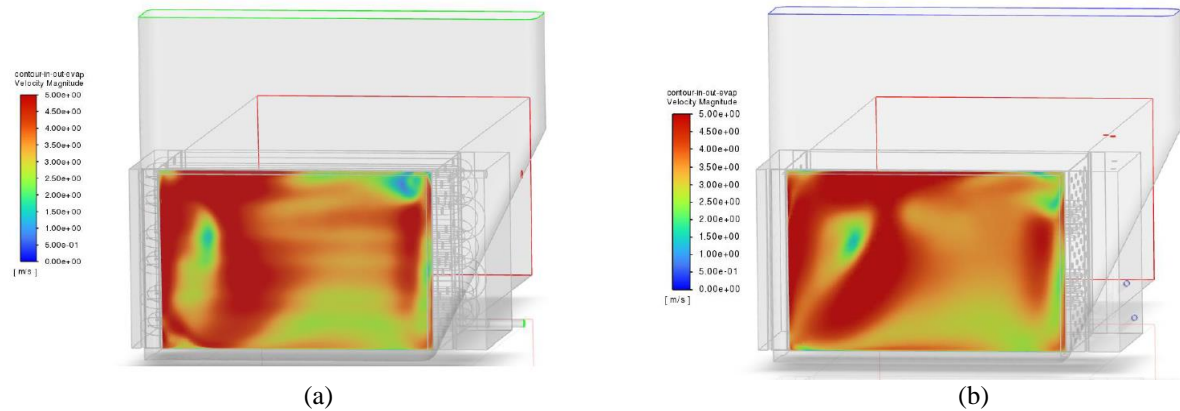 contour-in-out-evap
Velocity Magnitude
5.00e+00
4.50e+00
4.00e+00
3.50e+00
3.00e+00
2.50e+00
2.00e+00
1.50e+00
1.00e+00
5.00e-01
0.00e+00
[ m/s ]
(a)
contour-in-out-evap
Velocity Magnitude
5.00e+00
4.50e+00
4.00e+00
3.50e+00
3.00e+00
2.50e+00
2.00e+00
1.50e+00
1.00e+00
5.00e-01
0.00e+00
[ m/s ]
(b)